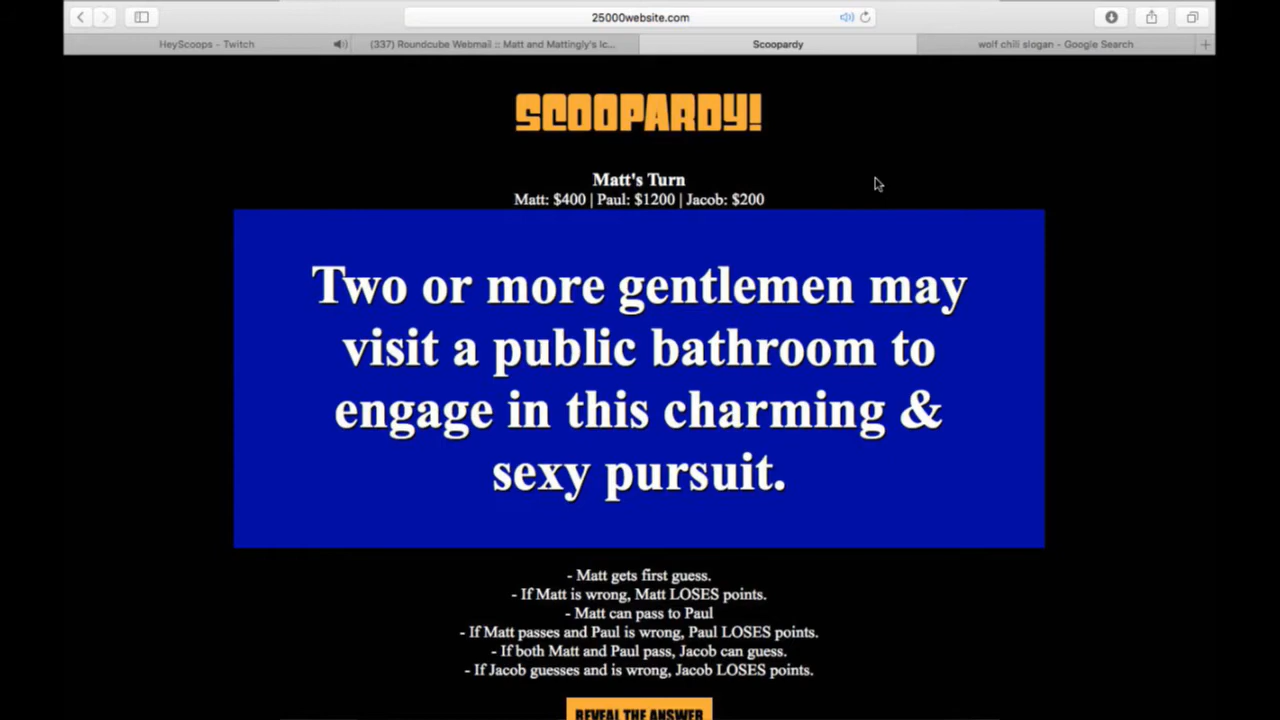 25000website.com
HeyScoops - Twitch
(337) Roundcube Webmail :: Matt and Mattingly's Ic...
Scoopardy
wolf chili slogan - Google Search
SCOOPARDY!
Matt's Turn
Matt: $400 | Paul: $1200 | Jacob: $200
Two or more gentlemen may
visit a public bathroom to
engage in this charming &
sexy pursuit.
- Matt gets first guess.
- If Matt is wrong, Matt LOSES points.
- Matt can pass to Paul
- If Matt passes and Paul is wrong, Paul LOSES points.
- If both Matt and Paul pass, Jacob can guess.
- If Jacob guesses and is wrong, Jacob LOSES points.
REVEAL THE ANSWER